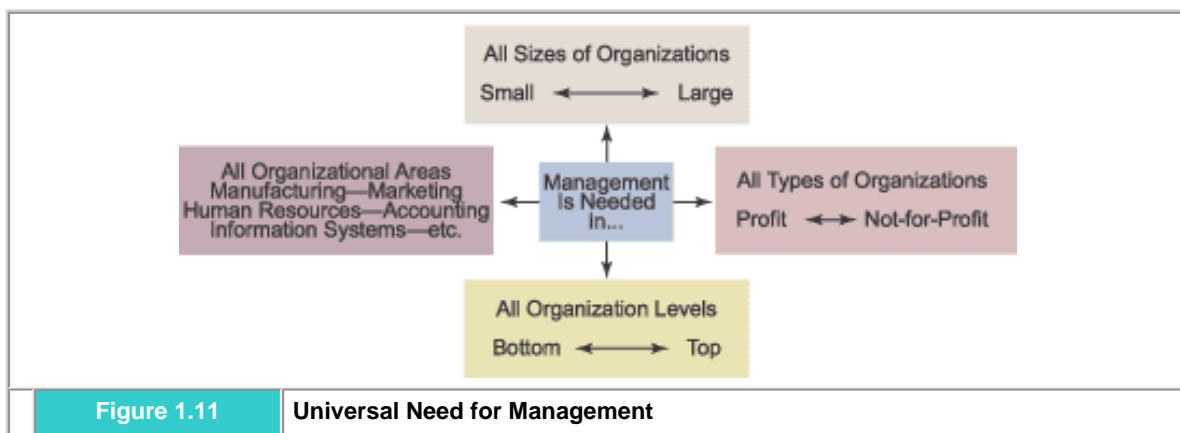 All Sizes of Organizations
Small Large
All Organizational Areas
Manufacturing—Marketing
Human Resources—Accounting
Information Systems—etc.
Management
Is Needed
In...
All Types of Organizations
Profit Not-for-Profit
All Organization Levels
Bottom Top
Figure 1.11 Universal Need for Management